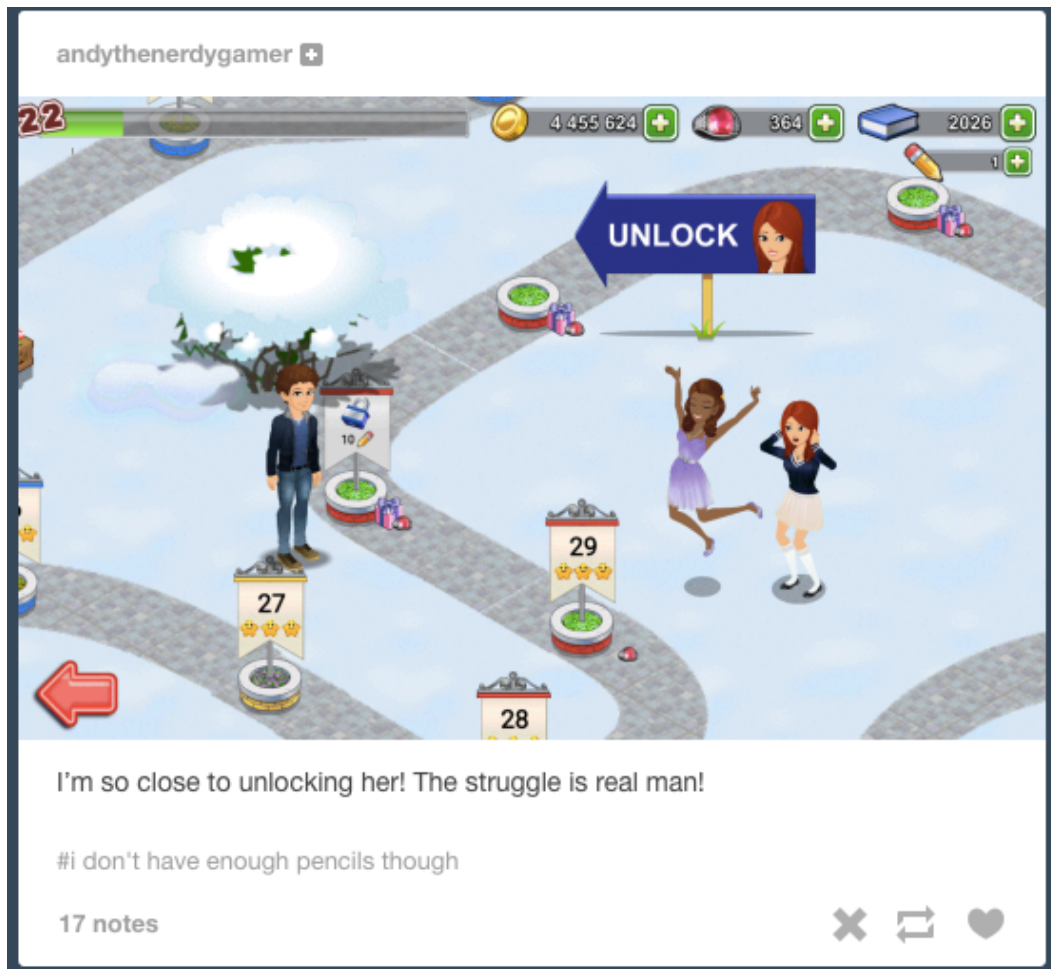 andythenerdygamer
22
4 455 624
364
2026
1
UNLOCK
10
29
27
28
I'm so close to unlocking her! The struggle is real man!
#i don't have enough pencils though
17 notes